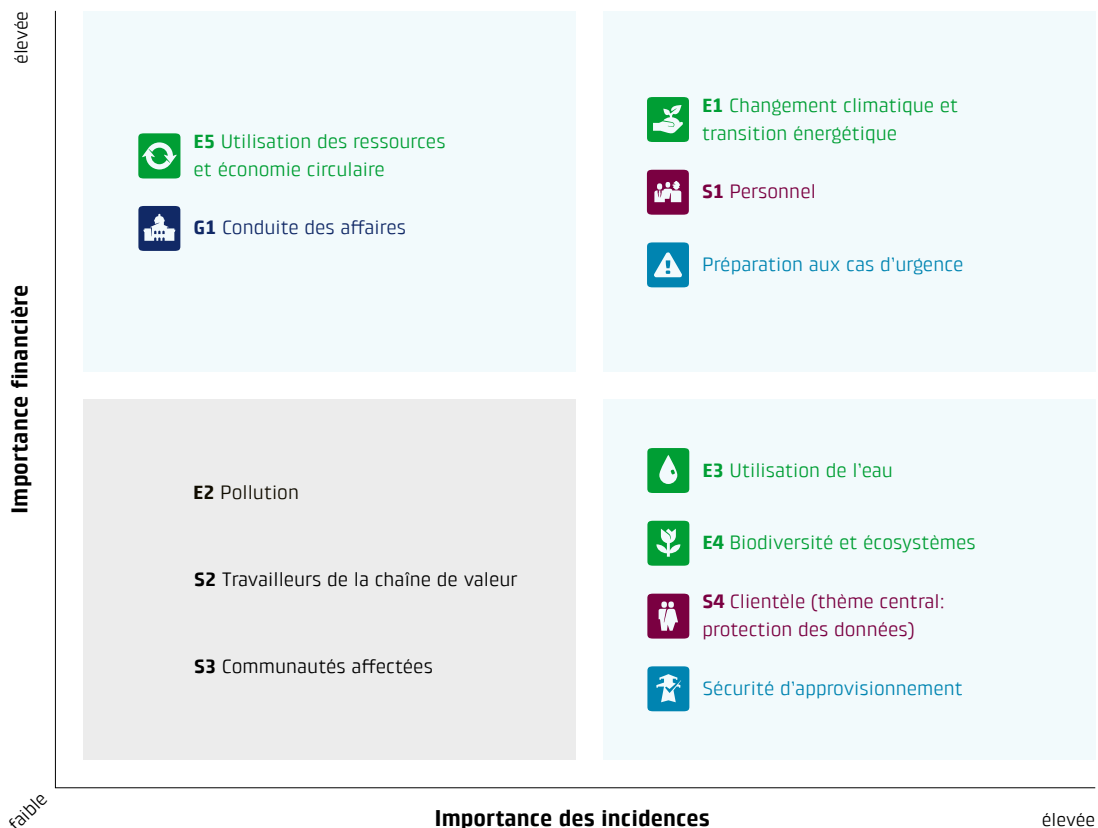 élevée
Importance financière
E5 Utilisation des ressources
et économie circulaire
G1 Conduite des affaires
E1 Changement climatique et
transition énergétique
S1 Personnel
Préparation aux cas d'urgence
E2 Pollution
S2 Travailleurs de la chaîne de valeur
S3 Communautés affectées
E3 Utilisation de l'eau
E4 Biodiversité et écosystèmes
S4 Clientèle (thème central:
protection des données)
Sécurité d'approvisionnement
faible
Importance des incidences
élevée